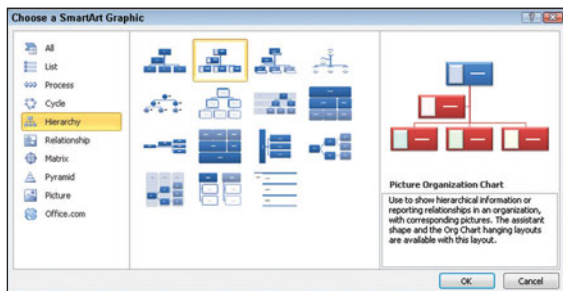 Choose a SmartArt Graphic
All
List
Process
Cycle
Hierarchy
Relationship
Matrix
Pyramid
Picture
Office.com
Picture Organization Chart
Use to show hierarchical information or
reporting relationships in an organization,
with corresponding pictures. The assistant
shape and the Org Chart hanging layouts
are available with this layout.
OK
Cancel